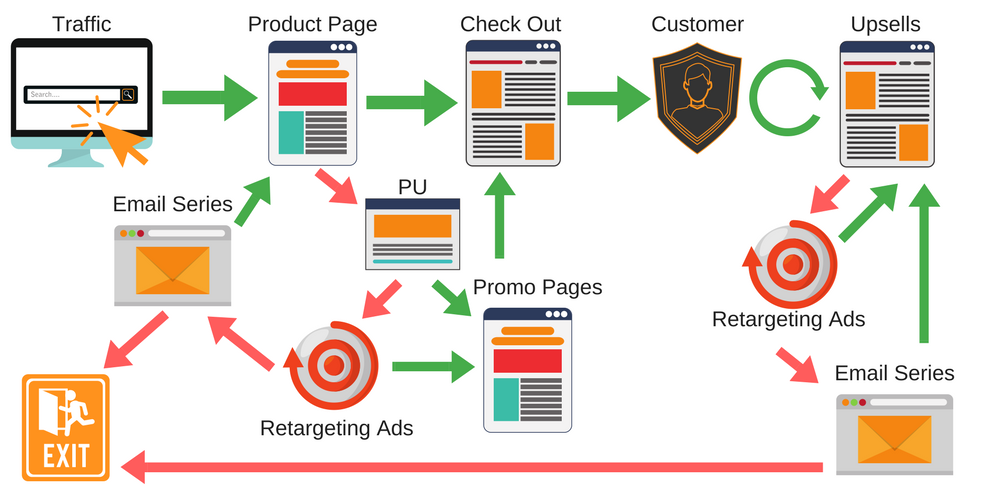 Traffic
Product Page
Check Out
Customer
Upsells
Search....
Email Series
PU
Promo Pages
Retargeting Ads
Email Series
Retargeting Ads
EXIT